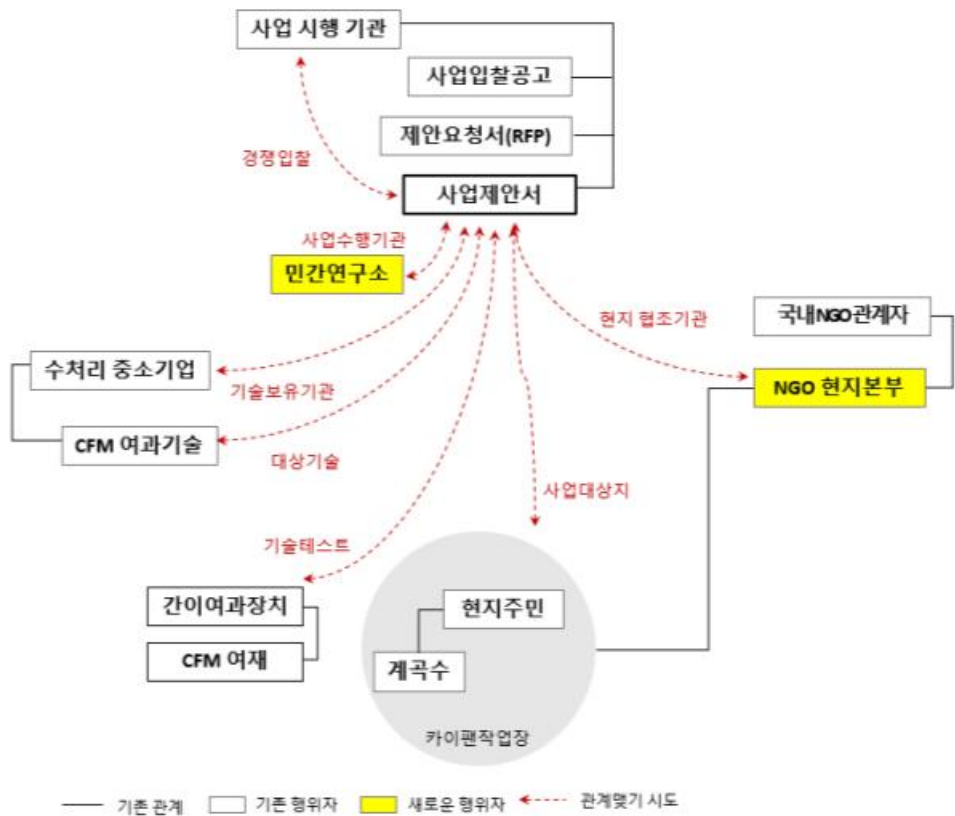 사업 시행 기관
사업입찰공고
제안요청서(RFP)
경쟁입찰
사업제안서
사업수행기관
민간연구소
현지 협조기관
국내NGO관계자
수처리 중소기업
NGO 현지본부
기술보유기관
CFM 여과기술
대상기술
사업대상지
기술테스트
간이여과장치
현지주민
CFM 여재
계곡수
카이팬작업장
기존 관계 기존 행위자 새로운 행위자 관계맺기 시도